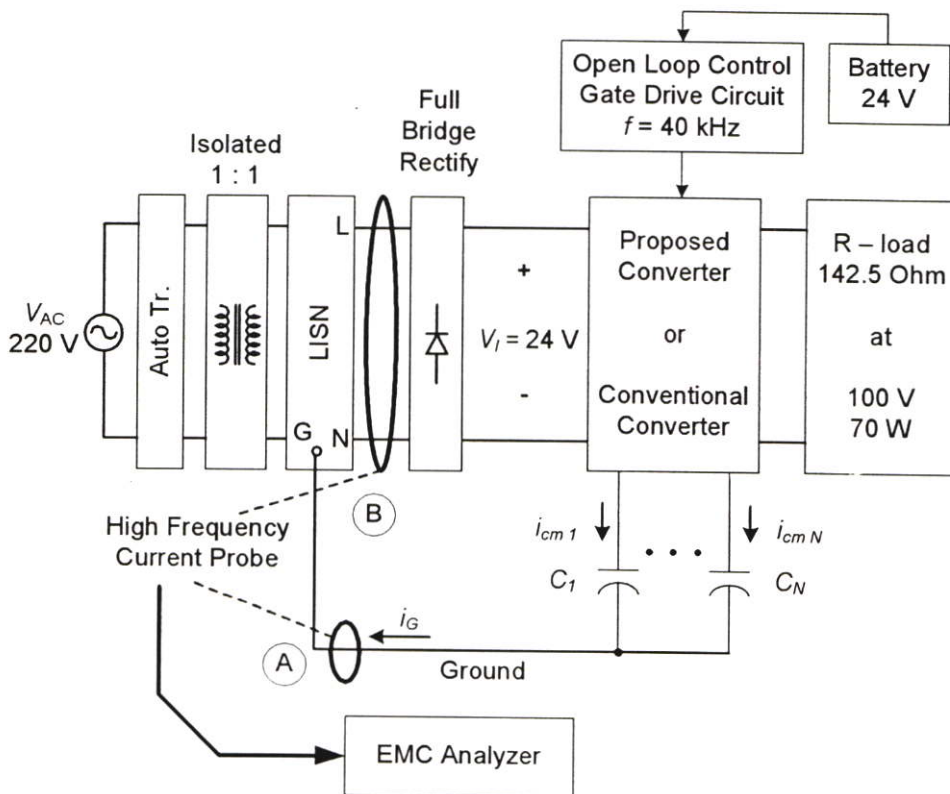 Open Loop Control
Gate Drive Circuit
f = 40 kHz
Battery
24 V
Full
Bridge
Rectify
Isolated
1 : 1
V_AC
220 V
Auto Tr.
LISN
L
G
N
+
V_I = 24 V
-
Proposed
Converter
or
Conventional
Converter
R – load
142.5 Ohm
at
100 V
70 W
B
High Frequency
Current Probe
i_cm 1
i_cm N
C_1
• • •
C_N
i_G
A
Ground
EMC Analyzer